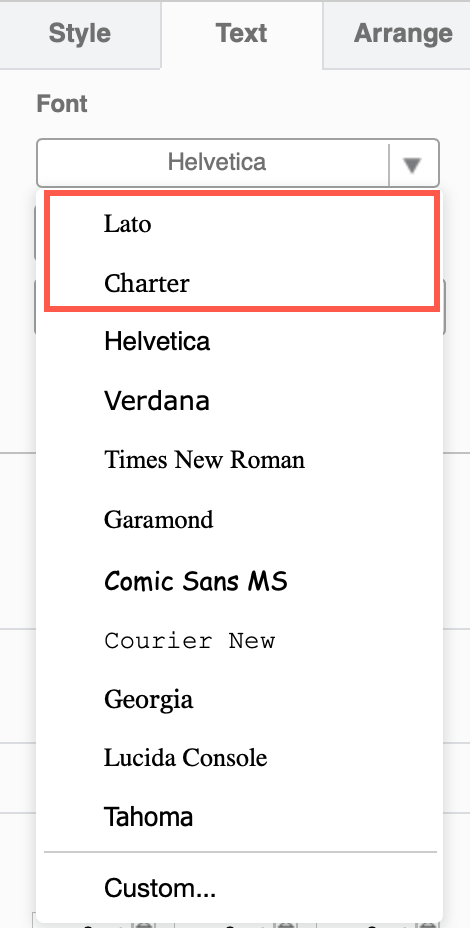 Style Text Arrange
Font
Helvetica
Lato
Charter
Helvetica
Verdana
Times New Roman
Garamond
Comic Sans MS
Courier New
Georgia
Lucida Console
Tahoma
Custom...